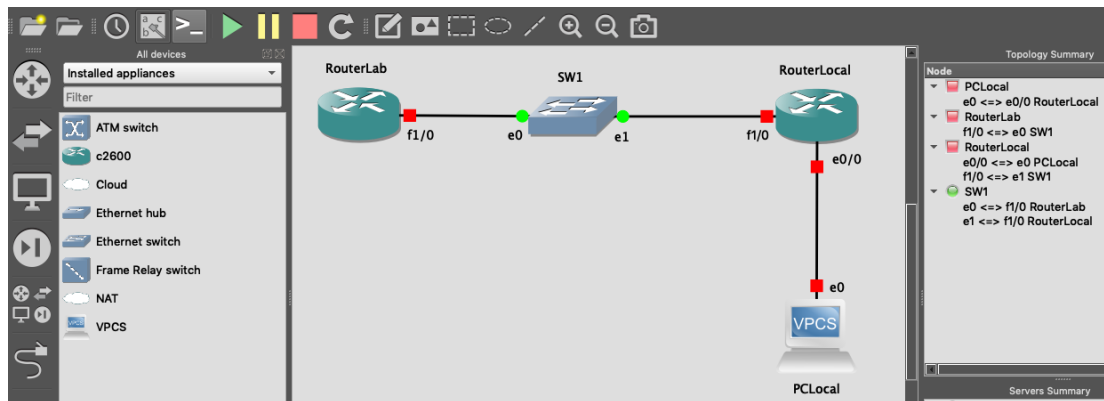 a c
b
>_
All devices
Installed appliances
Filter
ATM switch
c2600
Cloud
Ethernet hub
Ethernet switch
Frame Relay switch
NAT
VPCS
RouterLab
SW1
RouterLocal
f1/0
e0
e1
f1/0
e0/0
e0
VPCS
PCLocal
Topology Summary
Node
PCLocal
e0 <=> e0/0 RouterLocal
RouterLab
f1/0 <=> e0 SW1
RouterLocal
e0/0 <=> e0 PCLocal
f1/0 <=> e1 SW1
SW1
e0 <=> f1/0 RouterLab
e1 <=> f1/0 RouterLocal
Servers Summary